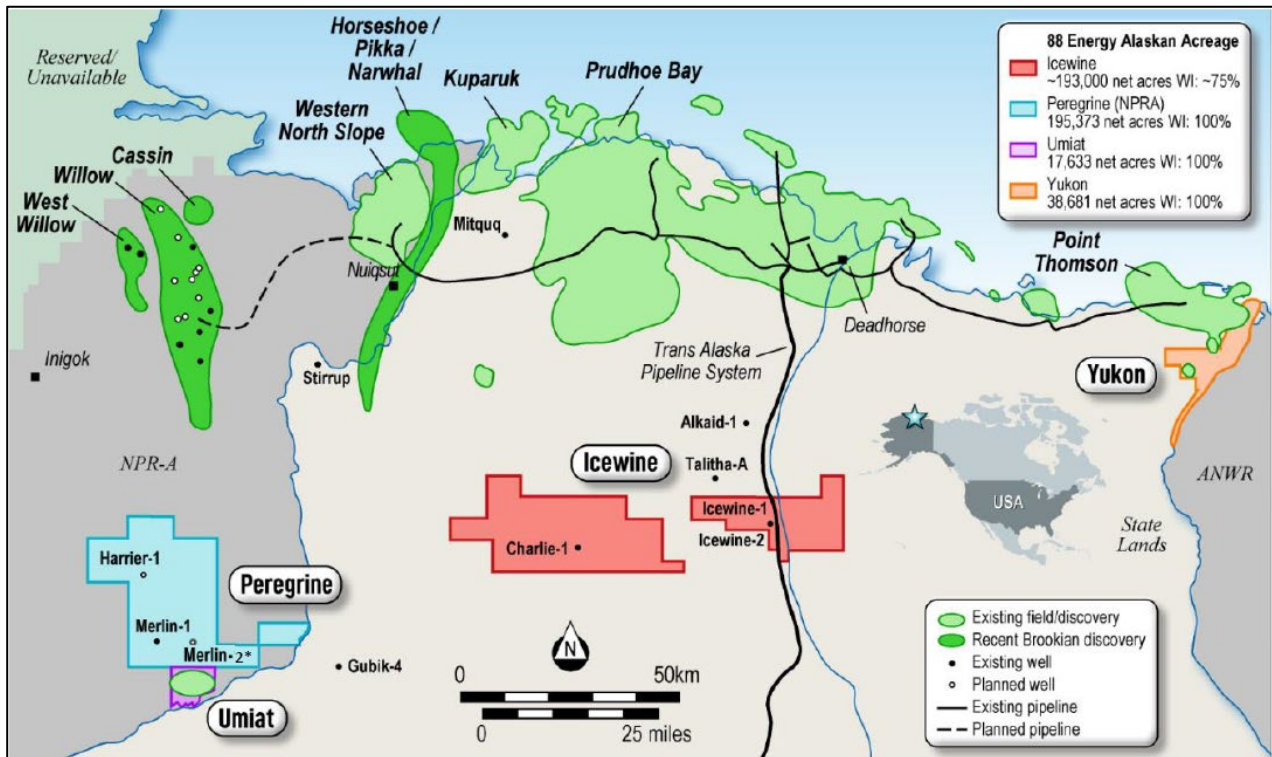 Reserved/
Unavailable
Horseshoe /
Pikka /
Narwhal
Kuparuk
Prudhoe Bay
Western
North Slope
Cassin
Willow
West
Willow
88 Energy Alaskan Acreage
Icewine
~193,000 net acres WI: ~75%
Peregrine (NPRA)
195,373 net acres WI: 100%
Umiat
17,633 net acres WI: 100%
Yukon
38,681 net acres WI: 100%
Mitquq
Nuiqsut
Point
Thomson
Deadhorse
Inigok
Stirrup
Trans Alaska
Pipeline System
Yukon
Alkaid-1
NPR-A
Icewine
Talitha-A
ANWR
USA
Icewine-1
Icewine-2
State
Lands
Charlie-1
Harrier-1
Peregrine
Merlin-1
Merlin-2*
Gubik-4
Umiat
N
0
50km
0
25 miles
Existing field/discovery
Recent Brookian discovery
Existing well
Planned well
Existing pipeline
Planned pipeline